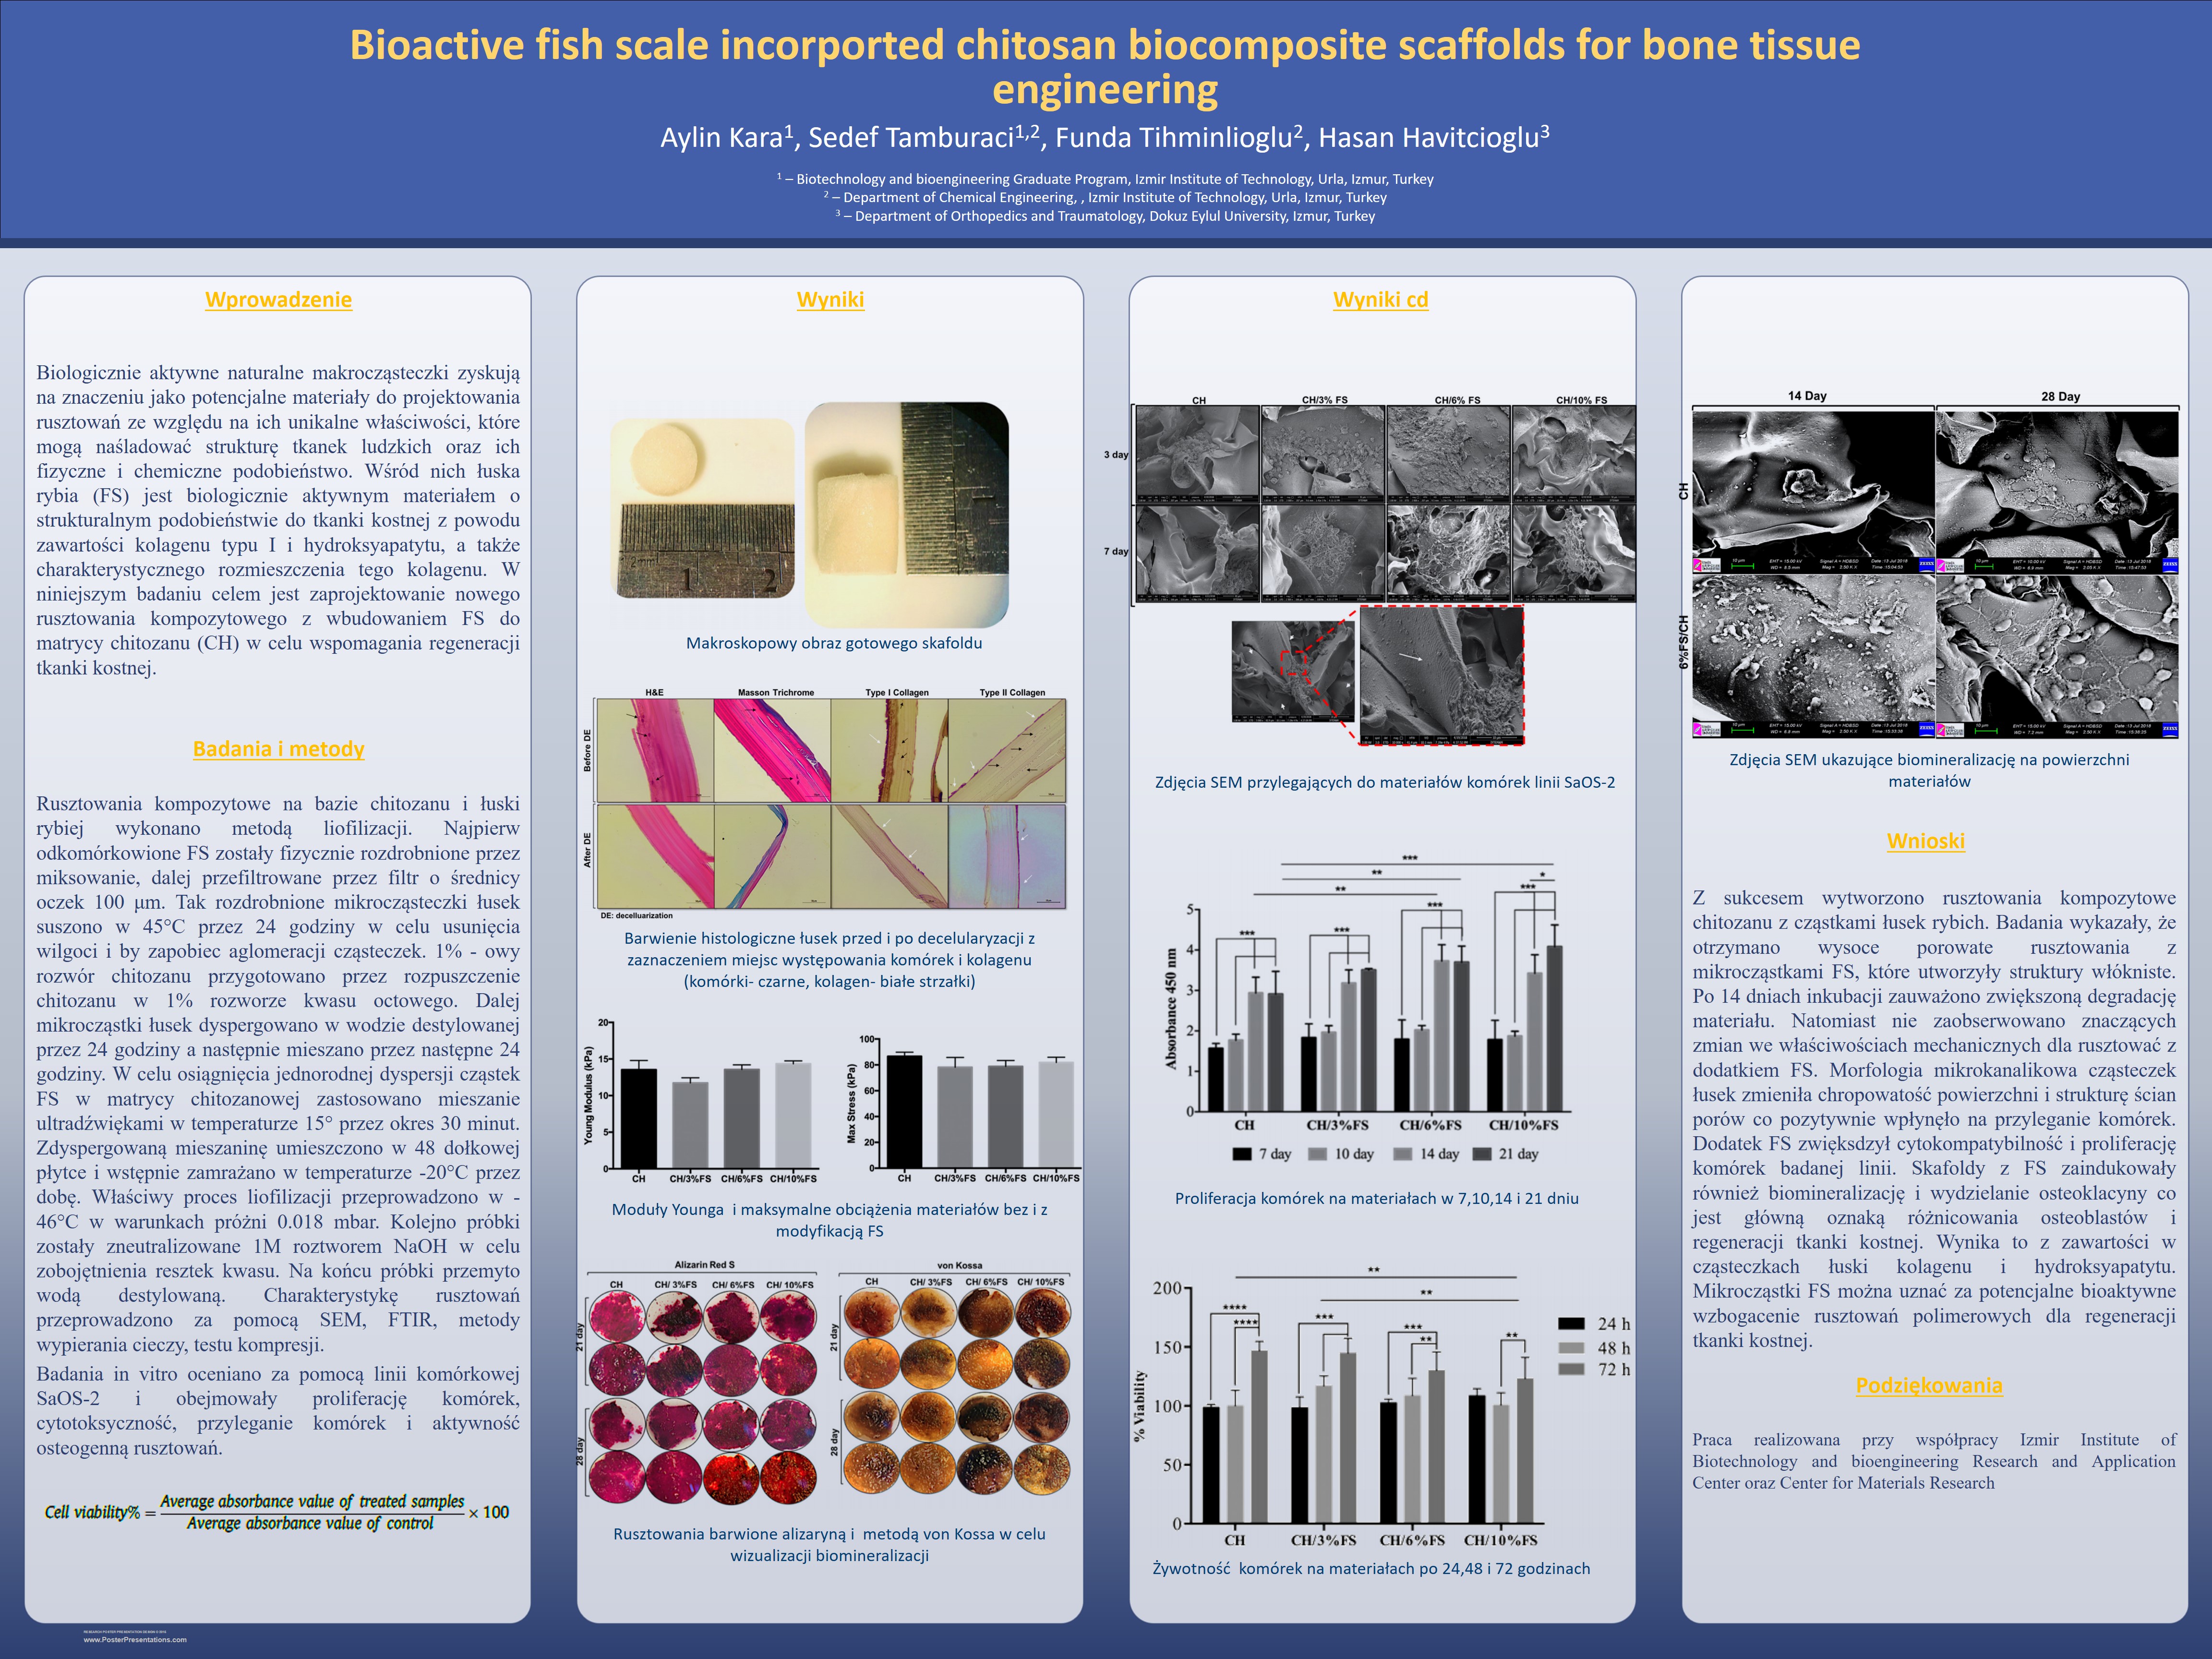 Bioactive fish scale incorported chitosan biocomposite scaffolds for bone tissue
engineering
Aylin Kara1, Sedef Tamburaci1,2, Funda Tihminlioglu2, Hasan Havitcioglu3
1 – Biotechnology and bioengineering Graduate Program, Izmir Institute of Technology, Urla, Izmur, Turkey
2 – Department of Chemical Engineering, , Izmir Institute of Technology, Urla, Izmur, Turkey
3 – Department of Orthopedics and Traumatology, Dokuz Eylul University, Izmur, Turkey
Wprowadzenie
Biologicznie aktywne naturalne makrocząsteczki zyskują
na znaczeniu jako potencjalne materiały do projektowania
rusztowań ze względu na ich unikalne właściwości, które
mogą naśladować strukturę tkanek ludzkich oraz ich
fizyczne i chemiczne podobieństwo. Wśród nich łuska
rybia (FS) jest biologicznie aktywnym materiałem o
strukturalnym podobieństwie do tkanki kostnej z powodu
zawartości kolagenu typu I i hydroksyapatytu, a także
charakterystycznego rozmieszczenia tego kolagenu. W
niniejszym badaniu celem jest zaprojektowanie nowego
rusztowania kompozytowego z wbudowaniem FS do
matrycy chitozanu (CH) w celu wspomagania regeneracji
tkanki kostnej.
Badania i metody
Rusztowania kompozytowe na bazie chitozanu i łuski
rybiej wykonano metodą liofilizacji. Najpierw
odkomórkowione FS zostały fizycznie rozdrobnione przez
miksowanie, dalej przefiltrowane przez filtr o średnicy
oczek 100 μm. Tak rozdrobnione mikrocząsteczki łusek
suszono w 45°C przez 24 godziny w celu usunięcia
wilgoci i by zapobiec aglomeracji cząsteczek. 1% - owy
rozwór chitozanu przygotowano przez rozpuszczenie
chitozanu w 1% rozworze kwasu octowego. Dalej
mikrocząstki łusek dyspergowano w wodzie destylowanej
przez 24 godziny a następnie mieszano przez następne 24
godziny. W celu osiągnięcia jednorodnej dyspersji cząstek
FS w matrycy chitozanowej zastosowano mieszanie
ultradźwiękami w temperaturze 15° przez okres 30 minut.
Zdyspergowaną mieszaninę umieszczono w 48 dołkowej
płytce i wstępnie zamrażano w temperaturze -20°C przez
dobę. Właściwy proces liofilizacji przeprowadzono w -
46°C w warunkach próżni 0.018 mbar. Kolejno próbki
zostały zneutralizowane 1M roztworem NaOH w celu
zobojętnienia resztek kwasu. Na końcu próbki przemyto
wodą destylowaną. Charakterystykę rusztowań
przeprowadzono za pomocą SEM, FTIR, metody
wypierania cieczy, testu kompresji.
Badania in vitro oceniano za pomocą linii komórkowej
SaOS-2 i obejmowały proliferację komórek,
cytotoksyczność, przyleganie komórek i aktywność
osteogenną rusztowań.
Cell viability% = Average absorbance value of treated samples / Average absorbance value of control × 100
Wyniki
2 mm 1 2
Makroskopowy obraz gotowego skafoldu
H&E Masson Trichrome Type I Collagen Type II Collagen
Before DE
After DE
DE: decelluarization
Barwienie histologiczne łusek przed i po decelularyzacji z
zaznaczeniem miejsc występowania komórek i kolagenu
(komórki- czarne, kolagen- białe strzałki)
Young Modulus (kPa)
20
15
10
5
0
CH CH/3%FS CH/6%FS CH/10%FS
Max Stress (kPa)
100
80
60
40
20
0
CH CH/3%FS CH/6%FS CH/10%FS
Moduły Younga i maksymalne obciążenia materiałów bez i z
modyfikacją FS
Alizarin Red S
CH CH/ 3%FS CH/ 6%FS CH/ 10%FS
21 day
28 day
von Kossa
CH CH/ 3%FS CH/ 6%FS CH/ 10%FS
21 day
28 day
Rusztowania barwione alizaryną i metodą von Kossa w celu
wizualizacji biomineralizacji
Wyniki cd
CH CH/3% FS CH/6% FS CH/10% FS
3 day
7 day
Zdjęcia SEM przylegających do materiałów komórek linii SaOS-2
***
**
**
*
***
***
***
***
Absorbance 450 nm
5
4
3
2
1
0
CH CH/3%FS CH/6%FS CH/10%FS
7 day 10 day 14 day 21 day
Proliferacja komórek na materiałach w 7,10,14 i 21 dniu
**
**
****
****
***
***
**
**
% Viability
200
150
100
50
0
24 h
48 h
72 h
CH CH/3%FS CH/6%FS CH/10%FS
Żywotność komórek na materiałach po 24,48 i 72 godzinach
14 Day 28 Day
CH
6%FS/CH
Zdjęcia SEM ukazujące biomineralizację na powierzchni
materiałów
Wnioski
Z sukcesem wytworzono rusztowania kompozytowe
chitozanu z cząstkami łusek rybich. Badania wykazały, że
otrzymano wysoce porowate rusztowania z
mikrocząstkami FS, które utworzyły struktury włókniste.
Po 14 dniach inkubacji zauważono zwiększoną degradację
materiału. Natomiast nie zaobserwowano znaczących
zmian we właściwościach mechanicznych dla rusztować z
dodatkiem FS. Morfologia mikrokanalikowa cząsteczek
łusek zmieniła chropowatość powierzchni i strukturę ścian
porów co pozytywnie wpłynęło na przyleganie komórek.
Dodatek FS zwięksdzył cytokompatybilność i proliferację
komórek badanej linii. Skafoldy z FS zaindukowały
również biomineralizację i wydzielanie osteoklacyny co
jest główną oznaką różnicowania osteoblastów i
regeneracji tkanki kostnej. Wynika to z zawartości w
cząsteczkach łuski kolagenu i hydroksyapatytu.
Mikrocząstki FS można uznać za potencjalne bioaktywne
wzbogacenie rusztowań polimerowych dla regeneracji
tkanki kostnej.
Podziękowania
Praca realizowana przy współpracy Izmir Institute of
Biotechnology and bioengineering Research and Application
Center oraz Center for Materials Research
www.PosterPresentations.com